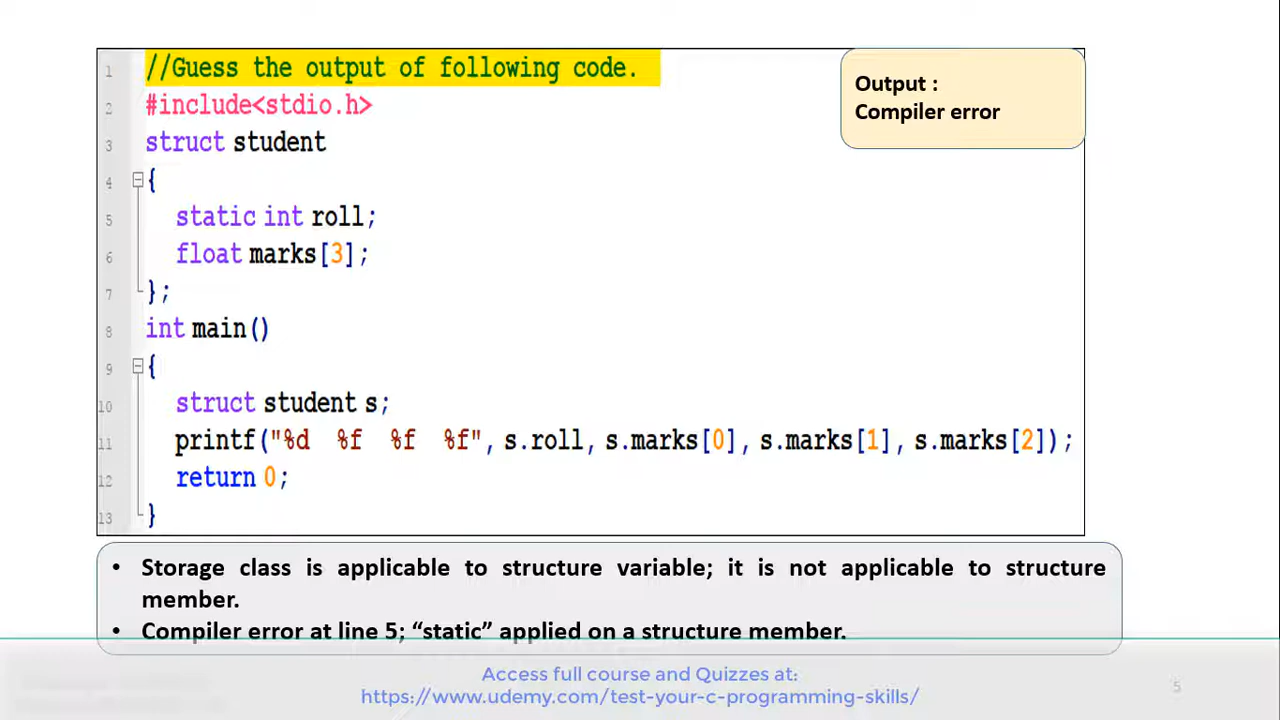 1 //Guess the output of following code.
2 #include<stdio.h>
3 struct student
4 {
5 static int roll;
6 float marks[3];
7 };
8 int main()
9 {
10 struct student s;
11 printf("%d  %f  %f  %f", s.roll, s.marks[0], s.marks[1], s.marks[2]);
12 return 0;
13 }
Output :
Compiler error
• Storage class is applicable to structure variable; it is not applicable to structure
member.
• Compiler error at line 5; “static” applied on a structure member.
Access full course and Quizzes at:
https://www.udemy.com/test-your-c-programming-skills/
5